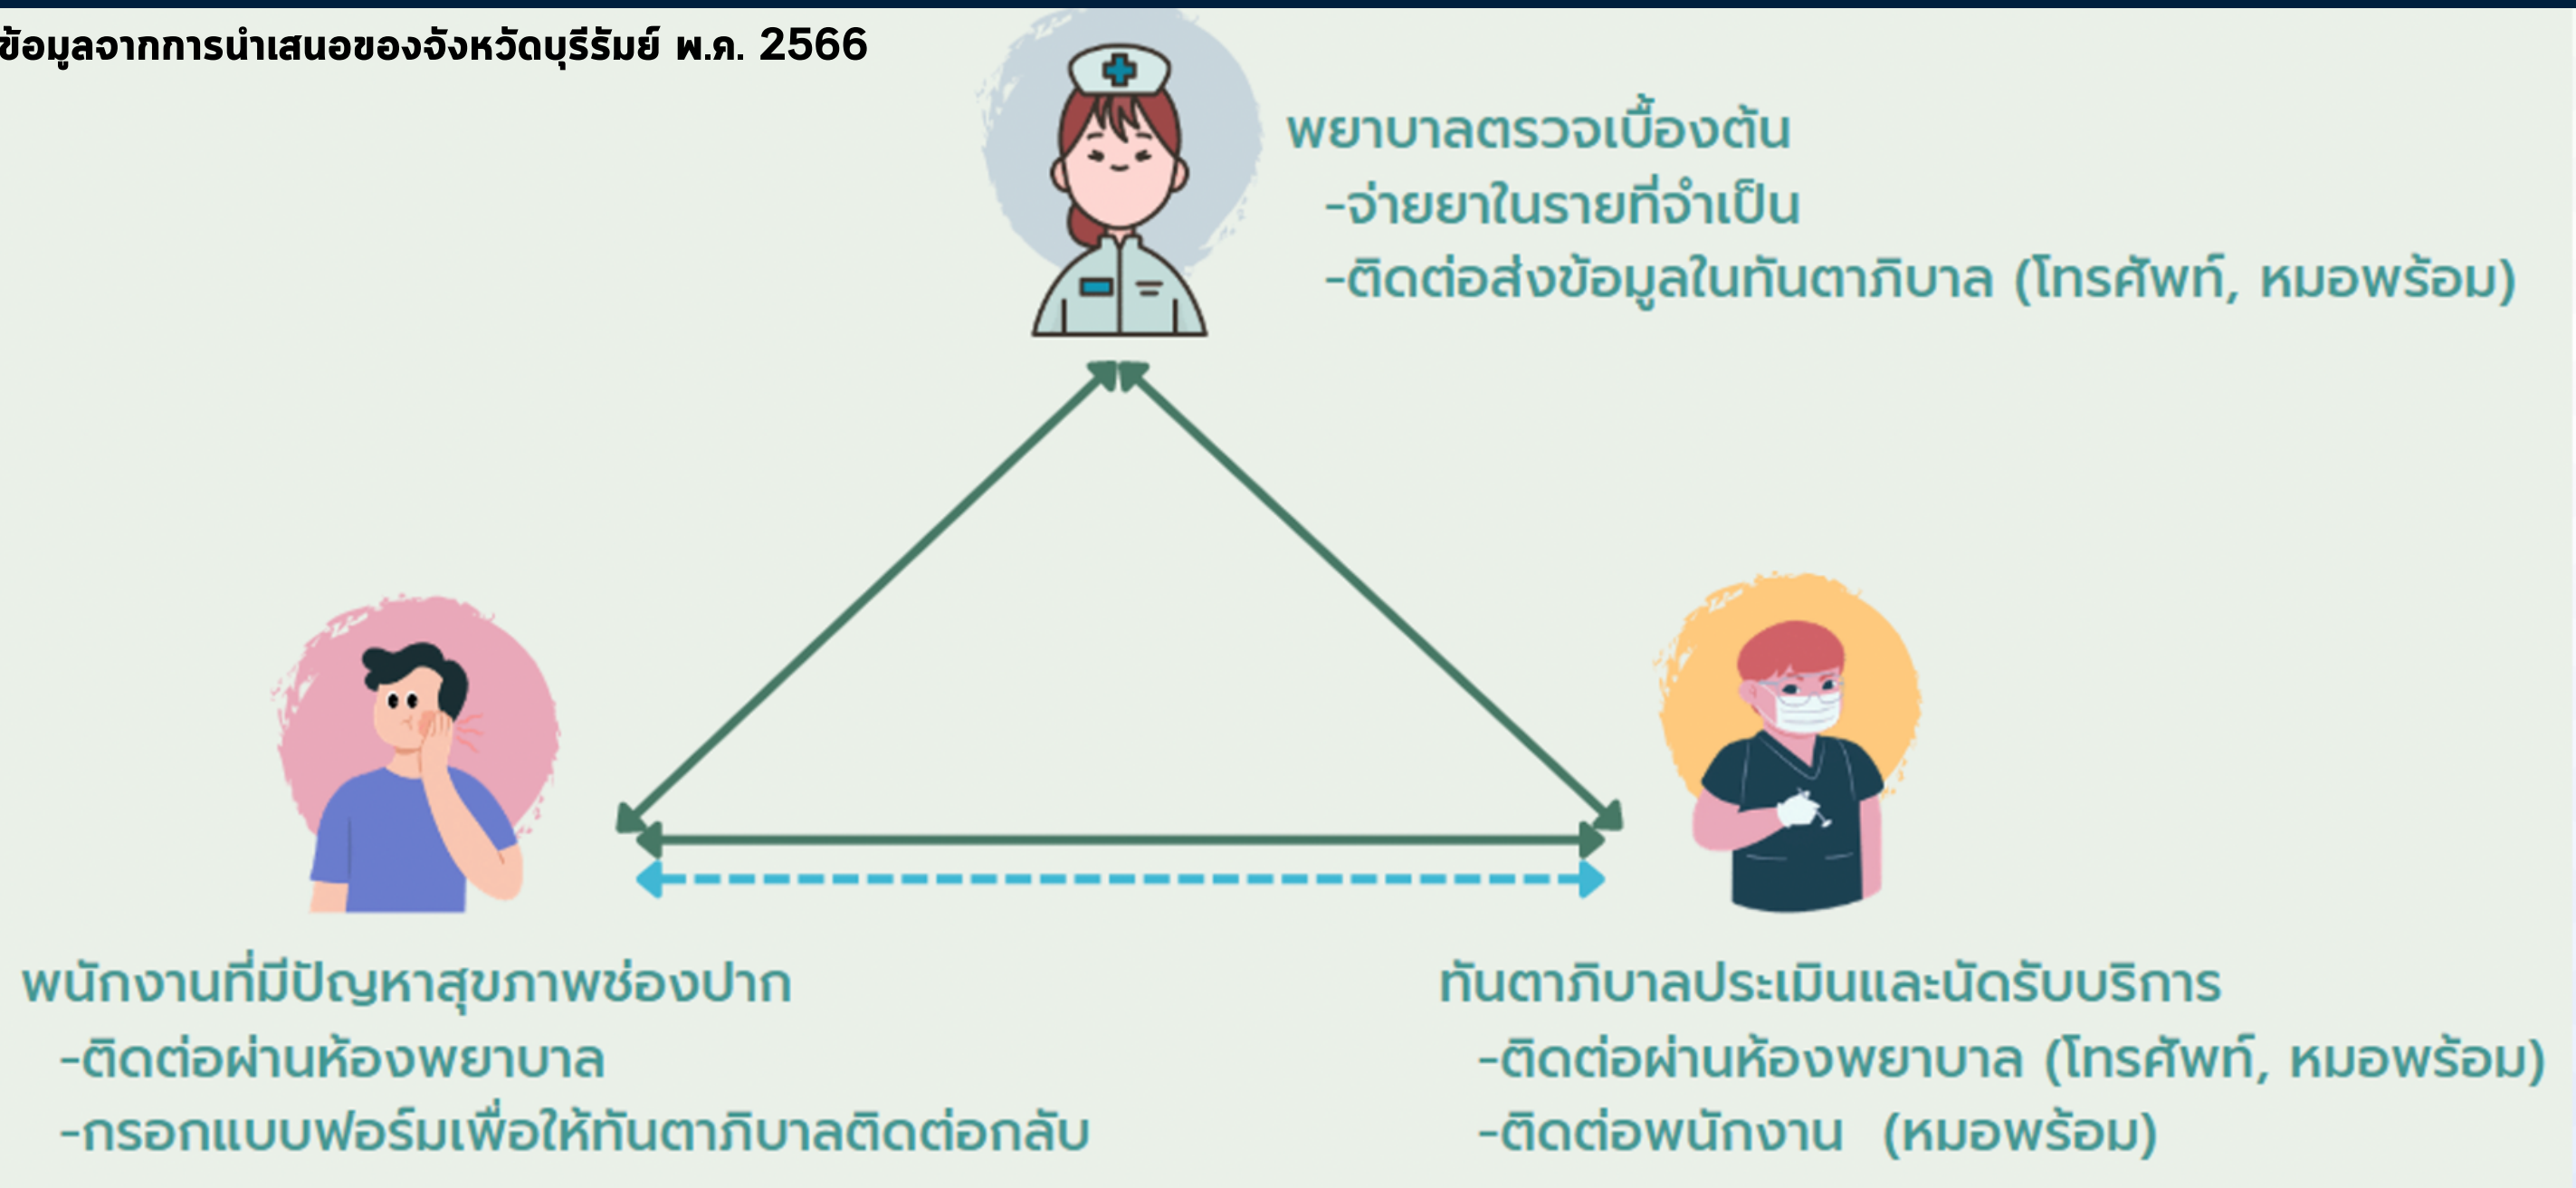 ข้อมูลจากการนำเสนอของจังหวัดบุรีรัมย์ พ.ค. 2566
พยาบาลตรวจเบื้องต้น
-จ่ายยาในรายที่จำเป็น
-ติดต่อส่งข้อมูลในทันตาภิบาล (โทรศัพท์, หมอพร้อม)
พนักงานที่มีปัญหาสุขภาพช่องปาก
-ติดต่อผ่านห้องพยาบาล
-กรอกแบบฟอร์มเพื่อให้ทันตาภิบาลติดต่อกลับ
ทันตาภิบาลประเมินและนัดรับบริการ
-ติดต่อผ่านห้องพยาบาล (โทรศัพท์, หมอพร้อม)
-ติดต่อพนักงาน (หมอพร้อม)